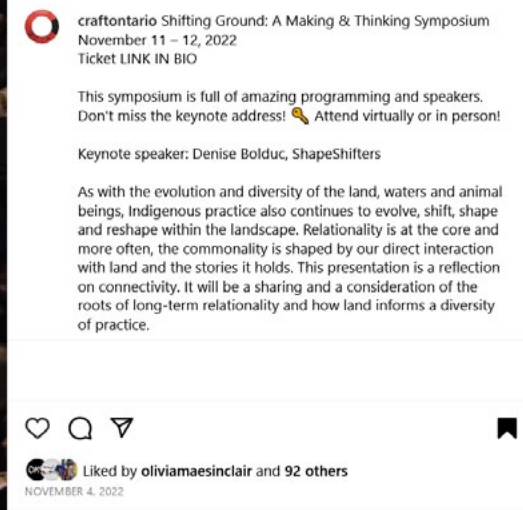 craftontario Shifting Ground: A Making & Thinking Symposium
November 11 – 12, 2022
Ticket LINK IN BIO
This symposium is full of amazing programming and speakers.
Don't miss the keynote address! 🔑 Attend virtually or in person!
Keynote speaker: Denise Bolduc, ShapeShifters
As with the evolution and diversity of the land, waters and animal
beings, Indigenous practice also continues to evolve, shift, shape
and reshape within the landscape. Relationality is at the core and
more often, the commonality is shaped by our direct interaction
with land and the stories it holds. This presentation is a reflection
on connectivity. It will be a sharing and a consideration of the
roots of long-term relationality and how land informs a diversity
of practice.
Liked by oliviamaesinclair and 92 others
NOVEMBER 4, 2022